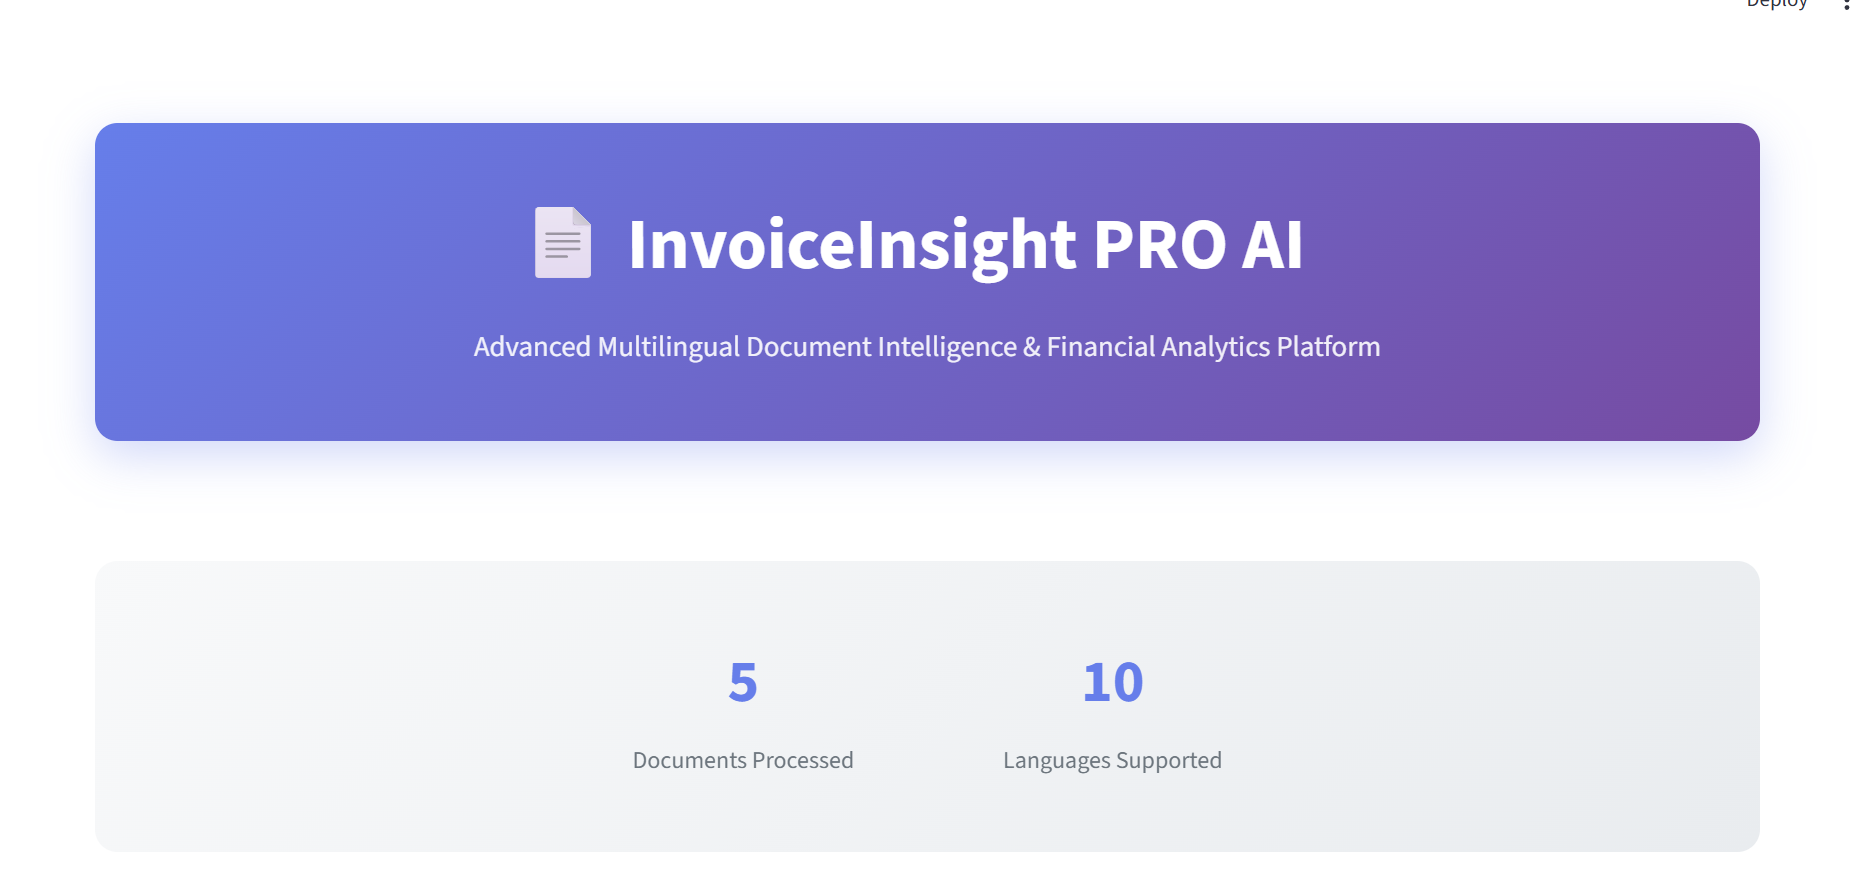 Deploy
InvoiceInsight PRO AI
Advanced Multilingual Document Intelligence & Financial Analytics Platform
5
10
Documents Processed
Languages Supported